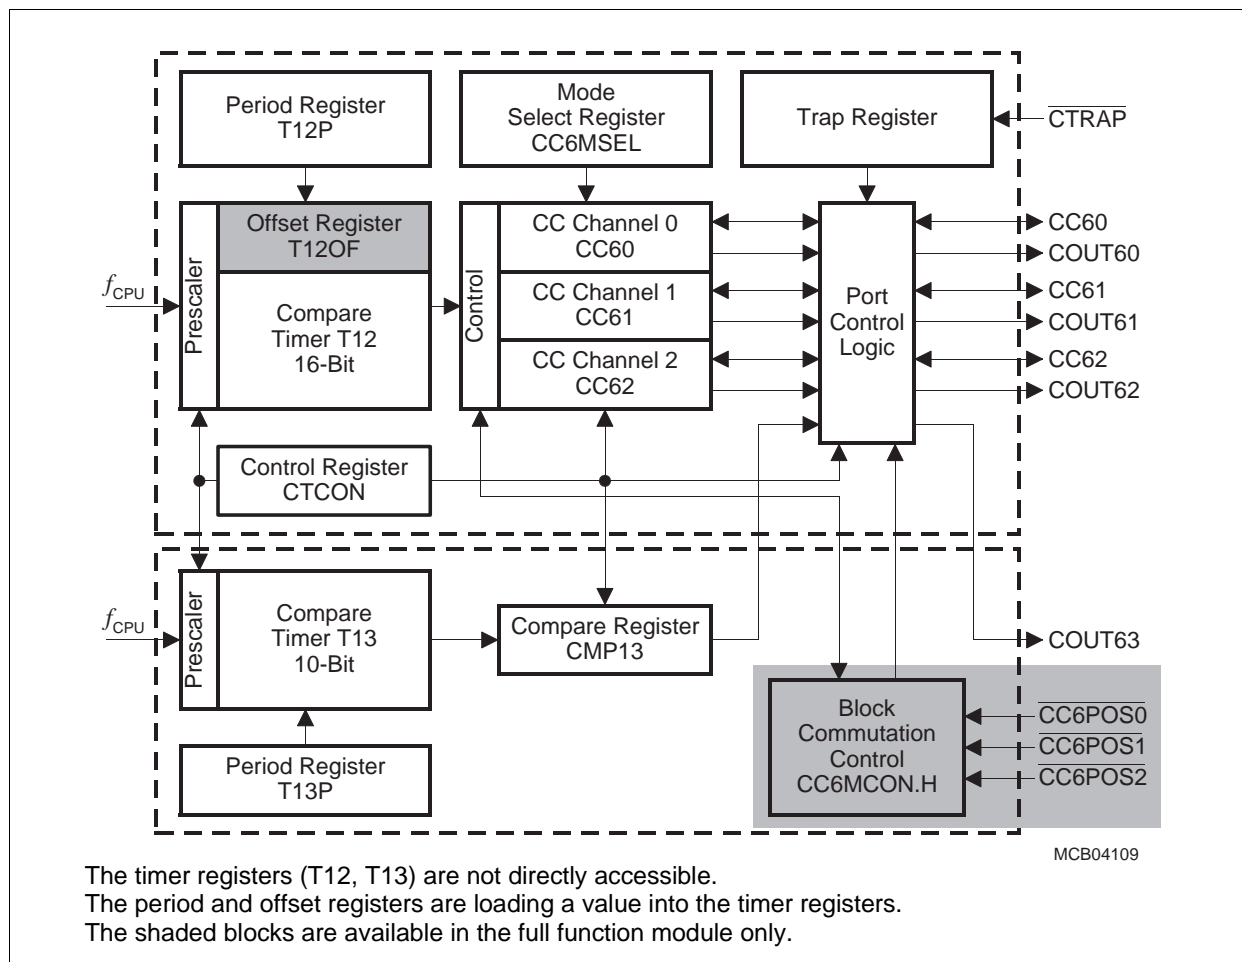 Period Register
T12P
Mode
Select Register
CC6MSEL
Trap Register
CTRAP
Prescaler
Offset Register
T12OF
Compare
Timer T12
16-Bit
fCPU
Control
CC Channel 0
CC60
CC Channel 1
CC61
CC Channel 2
CC62
Port
Control
Logic
CC60
COUT60
CC61
COUT61
CC62
COUT62
Control Register
CTCON
fCPU
Prescaler
Compare
Timer T13
10-Bit
Compare Register
CMP13
COUT63
Period Register
T13P
Block
Commutation
Control
CC6MCON.H
CC6POS0
CC6POS1
CC6POS2
MCB04109
The timer registers (T12, T13) are not directly accessible.
The period and offset registers are loading a value into the timer registers.
The shaded blocks are available in the full function module only.